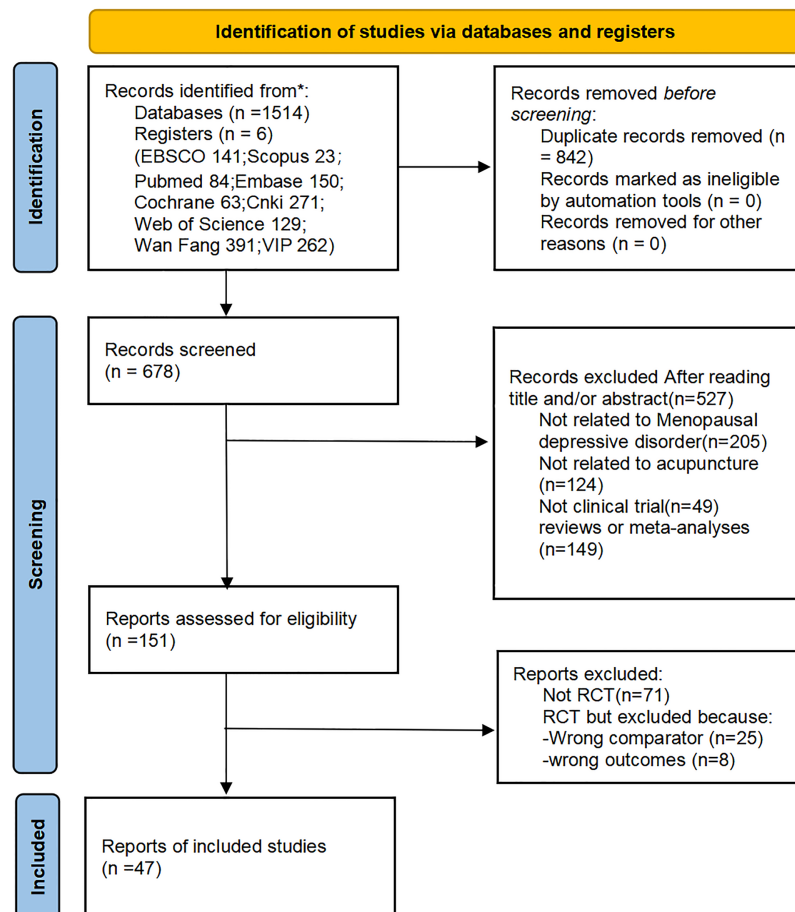 Identification of studies via databases and registers
Identification
Records identified from*:
Databases (n =1514)
Registers (n = 6)
(EBSCO 141;Scopus 23;
Pubmed 84;Embase 150;
Cochrane 63;Cnki 271;
Web of Science 129;
Wan Fang 391;VIP 262)
Records removed before
screening:
Duplicate records removed (n
= 842)
Records marked as ineligible
by automation tools (n = 0)
Records removed for other
reasons (n = 0)
Screening
Records screened
(n = 678)
Records excluded After reading
title and/or abstract(n=527)
Not related to Menopausal
depressive disorder(n=205)
Not related to acupuncture
(n=124)
Not clinical trial(n=49)
reviews or meta-analyses
(n=149)
Reports assessed for eligibility
(n =151)
Reports excluded:
Not RCT(n=71)
RCT but excluded because:
-Wrong comparator (n=25)
-wrong outcomes (n=8)
Included
Reports of included studies
(n =47)